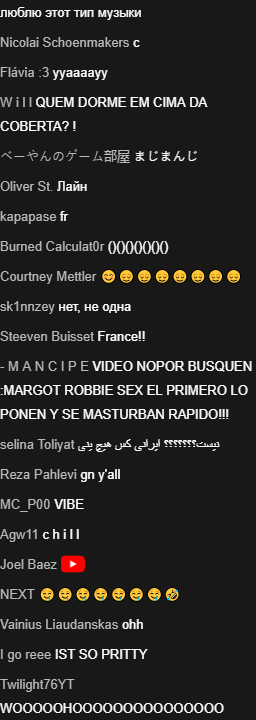 люблю этот тип музыки
Nicolai Schoenmakers c
Flávia :3 yyaaaayy
W i l l QUEM DORME EM CIMA DA
COBERTA? !
べーやんのゲーム部屋 まじまんじ
Oliver St. Лайн
kapapase fr
Burned Calculat0r ()()()()()()()
Courtney Mettler 😊😊😊😊😊😊😊😊
sk1nnzey нет, не одна
Steeven Buisset France!!
- M A N C I P E VIDEO NOPOR BUSQUEN
:MARGOT ROBBIE SEX EL PRIMERO LO
PONEN Y SE MASTURBAN RAPIDO!!!
selina Toliyat نیست؟؟؟؟؟؟؟ ایرانی کس هیچ ینی
Reza Pahlevi gn y'all
MC_P00 VIBE
Agw11 c h i l l
Joel Baez
NEXT 😊😊😊😂😂😂😂🤣
Vainius Liaudanskas ohh
I go reee IST SO PRITTY
Twilight76YT
WOOOOOHOOOOOOOOOOOOOOO